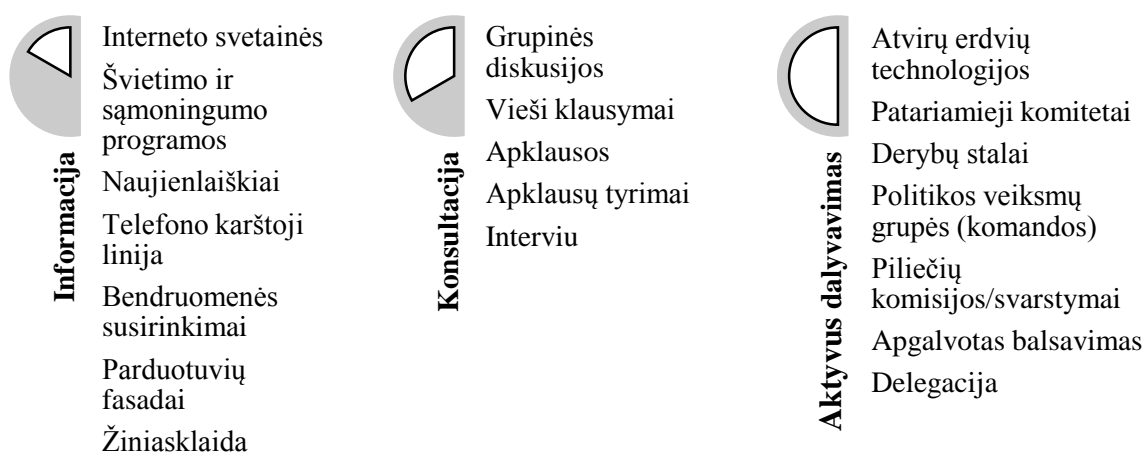 Informacija
Interneto svetainės
Švietimo ir
sąmoningumo
programos
Naujienlaiškiai
Telefono karštoji
linija
Bendruomenės
susirinkimai
Parduotuvių
fasadai
Žiniasklaida
Konsultacija
Grupinės
diskusijos
Vieši klausymai
Apklausos
Apklausų tyrimai
Interviu
Aktyvus dalyvavimas
Atvirų erdvių
technologijos
Patariamieji komitetai
Derybų stalai
Politikos veiksmų
grupės (komandos)
Piliečių
komisijos/svarstymai
Apgalvotas balsavimas
Delegacija